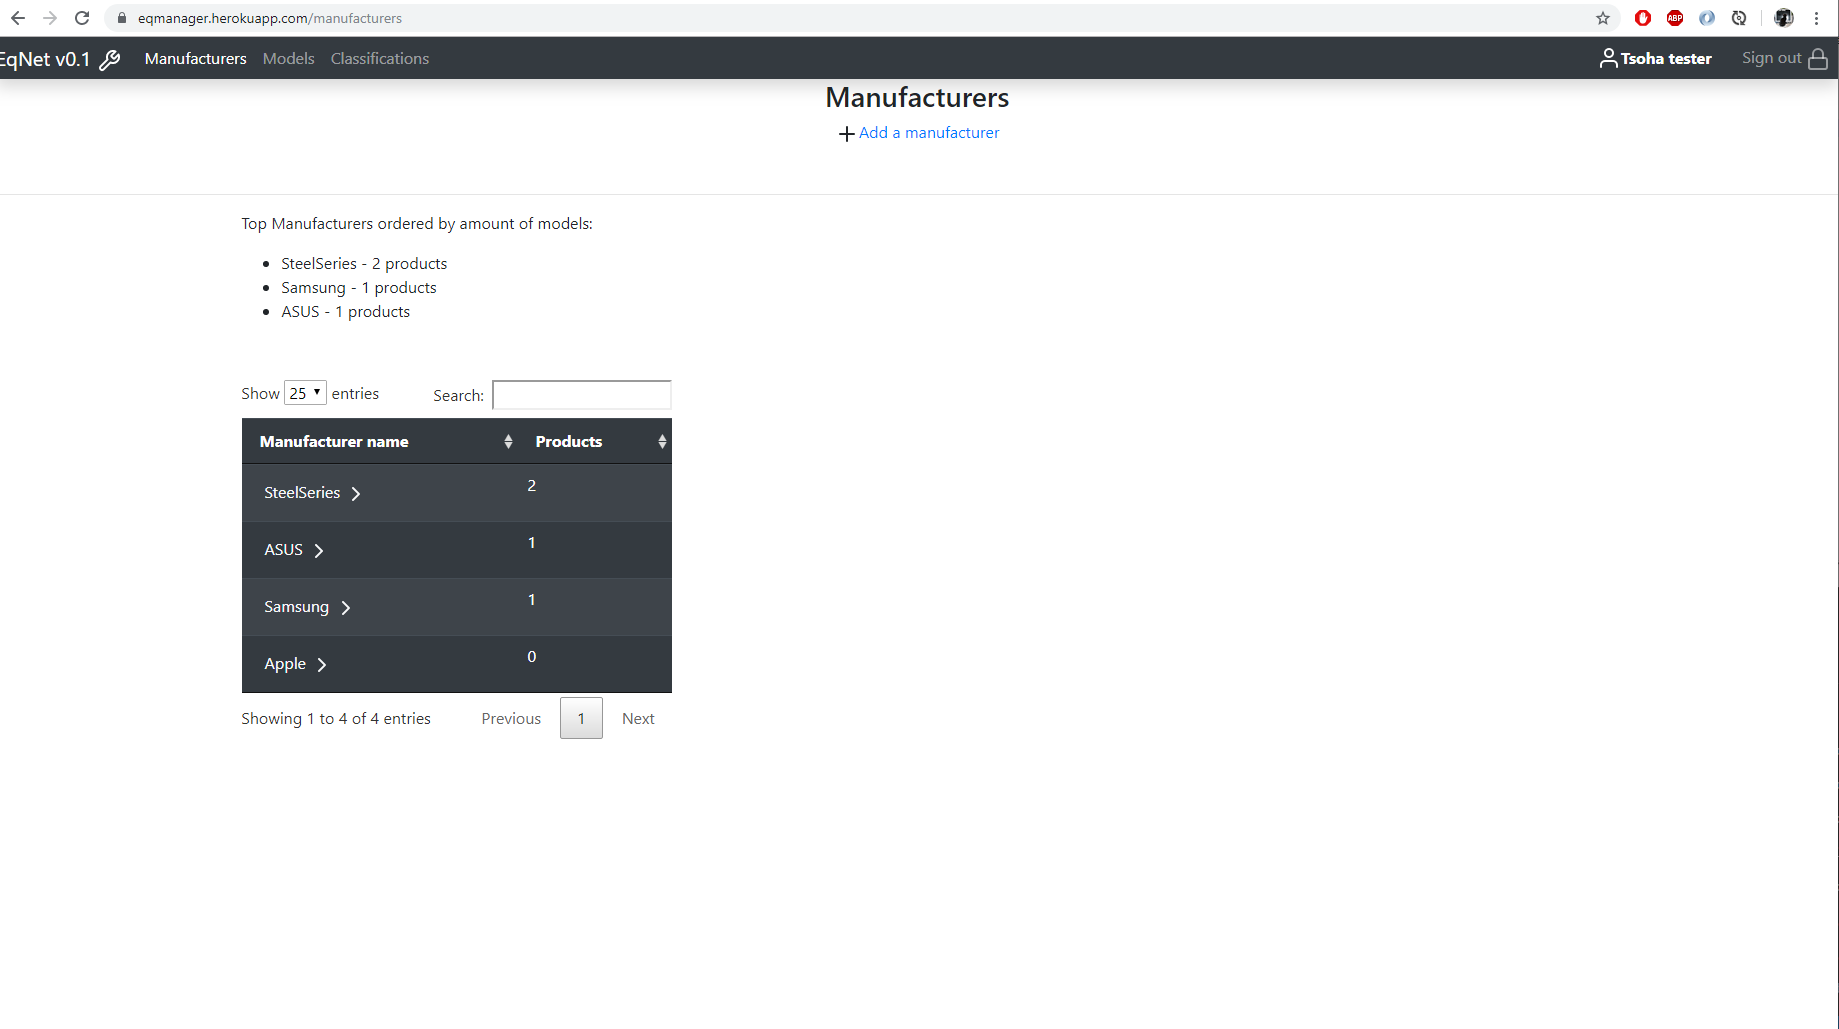 eqmanager.herokuapp.com/manufacturers
ABP
EqNet v0.1 Manufacturers Models Classifications Tsoha tester Sign out
Manufacturers
Add a manufacturer
Top Manufacturers ordered by amount of models:
SteelSeries - 2 products
Samsung - 1 products
ASUS - 1 products
Show 25 entries Search:
Manufacturer name Products
SteelSeries 2
ASUS 1
Samsung 1
Apple 0
Showing 1 to 4 of 4 entries Previous 1 Next